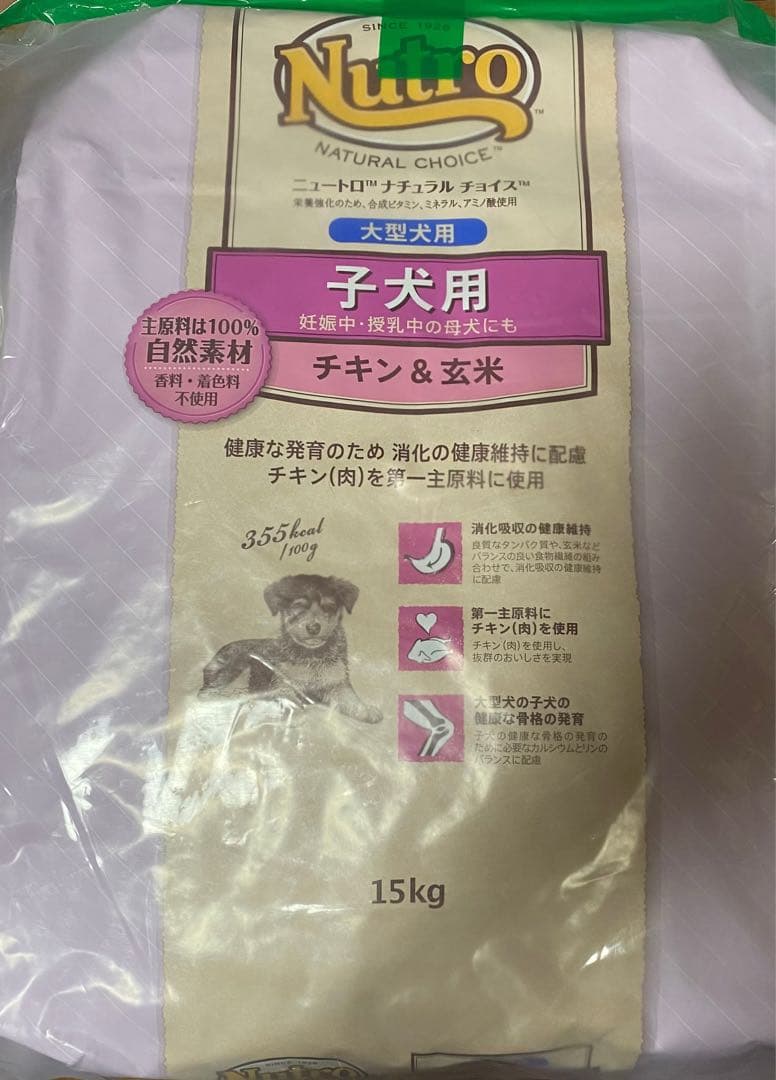 SINCE 1926
Nutro™
NATURAL CHOICE™
ニュートロ™ ナチュラル チョイス™
栄養強化のため、合成ビタミン、ミネラル、アミノ酸使用
大型犬用
子犬用
妊娠中・授乳中の母犬にも
チキン & 玄米
主原料は100%
自然素材
香料・着色料
不使用
健康な発育のため 消化の健康維持に配慮
チキン(肉)を第一主原料に使用
355kcal
/100g
消化吸収の健康維持
良質なタンパク質や、玄米など
バランスの良い食物繊維の組み
合わせで、消化吸収の健康維持
に配慮
第一主原料に
チキン(肉)を使用
チキン(肉)を使用し、
抜群のおいしさを実現
大型犬の子犬の
健康な骨格の発育
子犬の健康な骨格の発育の
ために必要なカルシウムとリンの
バランスに配慮
15kg
SINCE 1926
Nutro